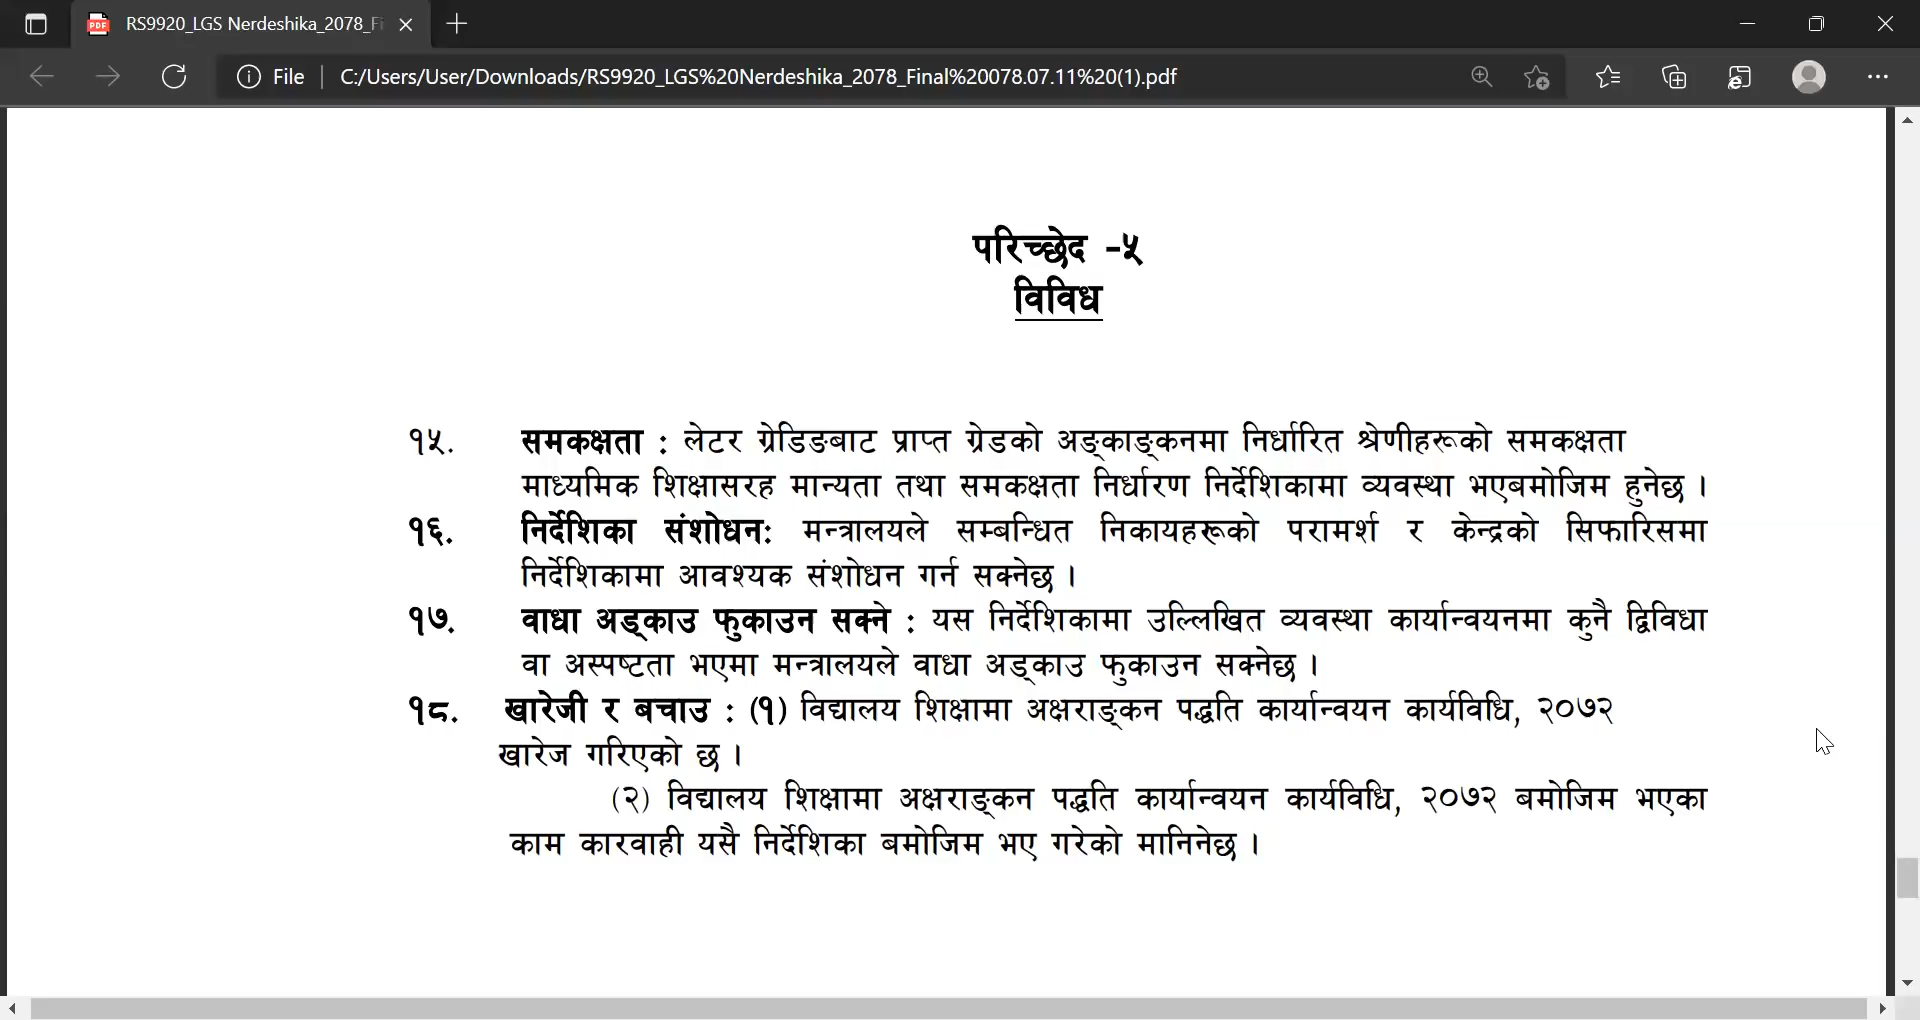 RS9920_LGS Nerdeshika_2078_Fi
File
C:/Users/User/Downloads/RS9920_LGS%20Nerdeshika_2078_Final%20078.07.11%20(1).pdf
परिच्छेद -५
विविध
१५. समकक्षता : लेटर ग्रेडिङबाट प्राप्त ग्रेडको अङ्काङ्कनमा निर्धारित श्रेणीहरूको समकक्षता
माध्यमिक शिक्षासरह मान्यता तथा समकक्षता निर्धारण निर्देशिकामा व्यवस्था भएबमोजिम हुनेछ ।
१६. निर्देशिका संशोधन: मन्त्रालयले सम्बन्धित निकायहरूको परामर्श र केन्द्रको सिफारिसमा
निर्देशिकामा आवश्यक संशोधन गर्न सक्नेछ ।
१७. वाधा अड्काउ फुकाउन सक्ने : यस निर्देशिकामा उल्लिखित व्यवस्था कार्यान्वयनमा कुनै द्विविधा
वा अस्पष्टता भएमा मन्त्रालयले वाधा अड्काउ फुकाउन सक्नेछ ।
१८. खारेजी र बचाउ : (१) विद्यालय शिक्षामा अक्षराङ्कन पद्धति कार्यान्वयन कार्यविधि, २०७२
खारेज गरिएको छ ।
(२) विद्यालय शिक्षामा अक्षराङ्कन पद्धति कार्यान्वयन कार्यविधि, २०७२ बमोजिम भएका
काम कारवाही यसै निर्देशिका बमोजिम भए गरेको मानिनेछ ।